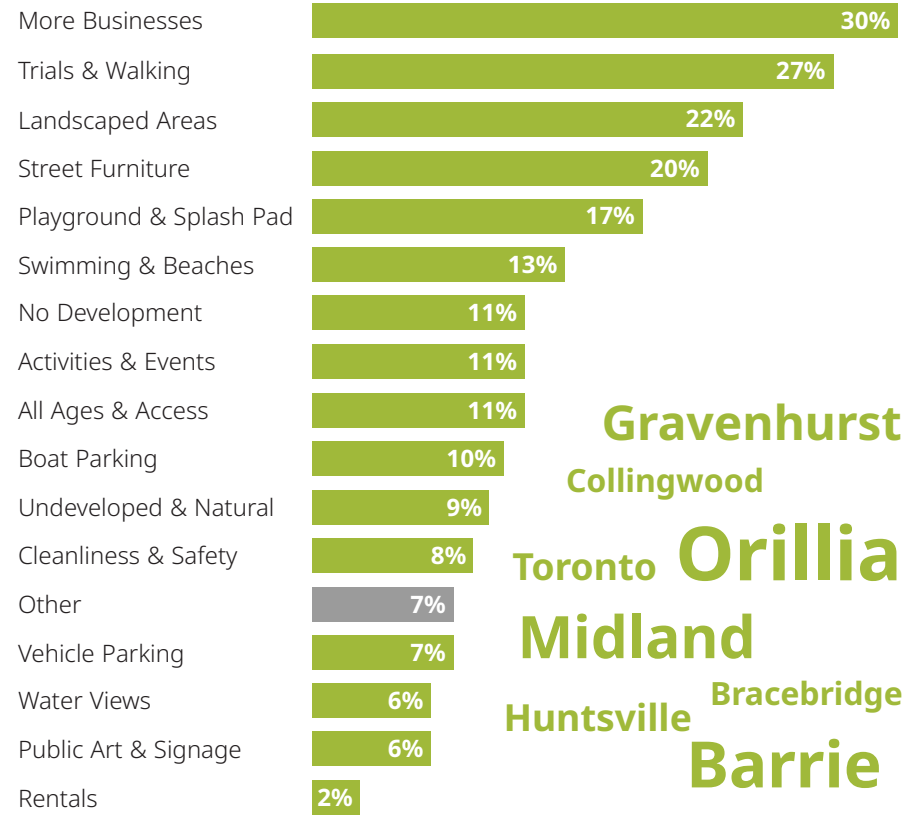 More Businesses 30%
Trials & Walking 27%
Landscaped Areas 22%
Street Furniture 20%
Playground & Splash Pad 17%
Swimming & Beaches 13%
No Development 11%
Activities & Events 11%
All Ages & Access 11%
Boat Parking 10%
Undeveloped & Natural 9%
Cleanliness & Safety 8%
Other 7%
Vehicle Parking 7%
Water Views 6%
Public Art & Signage 6%
Rentals 2%
Gravenhurst
Collingwood
Toronto Orillia
Midland
Bracebridge
Huntsville
Barrie